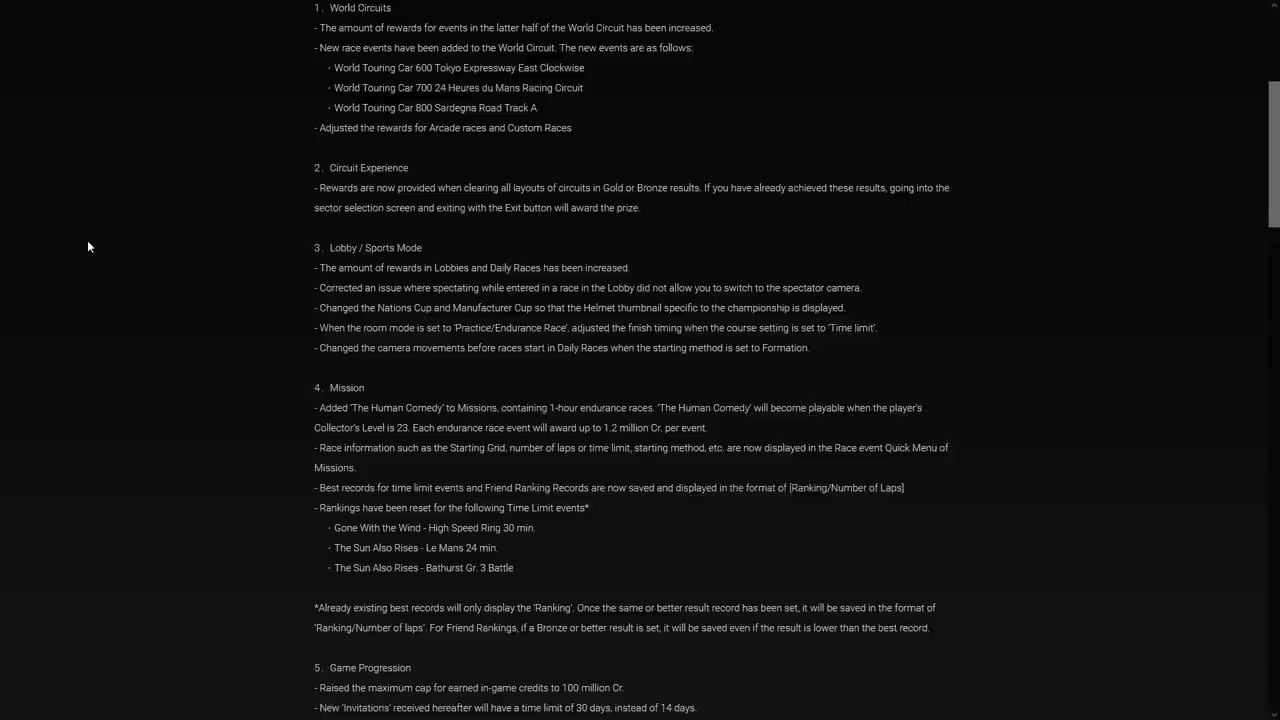 1. World Circuits
- The amount of rewards for events in the latter half of the World Circuit has been increased.
- New race events have been added to the World Circuit. The new events are as follows:
・World Touring Car 600 Tokyo Expressway East Clockwise
・World Touring Car 700 24 Heures du Mans Racing Circuit
・World Touring Car 800 Sardegna Road Track A
- Adjusted the rewards for Arcade races and Custom Races
2. Circuit Experience
- Rewards are now provided when clearing all layouts of circuits in Gold or Bronze results. If you have already achieved these results, going into the
sector selection screen and exiting with the Exit button will award the prize.
3. Lobby / Sports Mode
- The amount of rewards in Lobbies and Daily Races has been increased.
- Corrected an issue where spectating while entered in a race in the Lobby did not allow you to switch to the spectator camera.
- Changed the Nations Cup and Manufacturer Cup so that the Helmet thumbnail specific to the championship is displayed.
- When the room mode is set to 'Practice/Endurance Race', adjusted the finish timing when the course setting is set to 'Time limit'.
- Changed the camera movements before races start in Daily Races when the starting method is set to Formation.
4. Mission
- Added 'The Human Comedy' to Missions, containing 1-hour endurance races. 'The Human Comedy' will become playable when the player's
Collector's Level is 23. Each endurance race event will award up to 1.2 million Cr. per event.
- Race information such as the Starting Grid, number of laps or time limit, starting method, etc. are now displayed in the Race event Quick Menu of
Missions.
- Best records for time limit events and Friend Ranking Records are now saved and displayed in the format of [Ranking/Number of Laps]
- Rankings have been reset for the following Time Limit events*
・Gone With the Wind - High Speed Ring 30 min.
・The Sun Also Rises - Le Mans 24 min.
・The Sun Also Rises - Bathurst Gr. 3 Battle
*Already existing best records will only display the 'Ranking'. Once the same or better result record has been set, it will be saved in the format of
'Ranking/Number of laps'. For Friend Rankings, if a Bronze or better result is set, it will be saved even if the result is lower than the best record.
5. Game Progression
- Raised the maximum cap for earned in-game credits to 100 million Cr.
- New 'Invitations' received hereafter will have a time limit of 30 days, instead of 14 days.